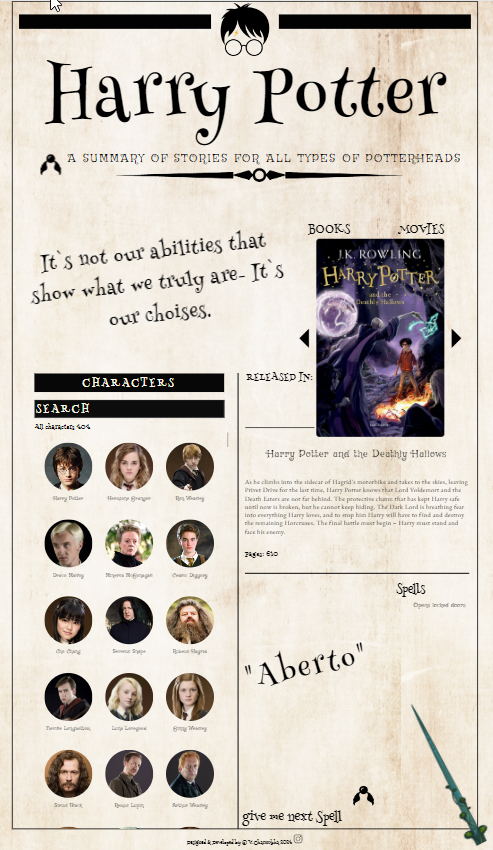 Harry Potter
A SUMMARY OF STORIES FOR ALL TYPES OF POTTERHEADS
BOOKS
MOVIES
It`s not our abilities that
show what we truly are- It`s
our choises.
J.K. ROWLING
HARRY POTTER
and the
Deathly Hallows
CHARACTERS
SEARCH
All characters 404
Harry Potter
Hermione Granger
Ron Weasley
Draco Malfoy
Minerva McGonagall
Cedric Diggory
Cho Chang
Severus Snape
Rubeus Hagrid
Neville Longbottom
Luna Lovegood
Ginny Weasley
Sirius Black
Remus Lupin
Arthur Weasley
RELEASED IN:
Harry Potter and the Deathly Hallows
As he climbs into the sidecar of Hagrid's motorbike and takes to the skies, leaving
Privet Drive for the last time, Harry Potter knows that Lord Voldemort and the
Death Eaters are not far behind. The protective charm that has kept Harry safe
until now is broken, but he cannot keep hiding. The Dark Lord is breathing fear
into everything Harry loves, and to stop him Harry will have to find and destroy
the remaining Horcruxes. The final battle must begin – Harry must stand and
face his enemy.
Pages: 610
Spells
Opens locked doors
"Aberto"
give me next Spell
Designed & Developed by ©
2024